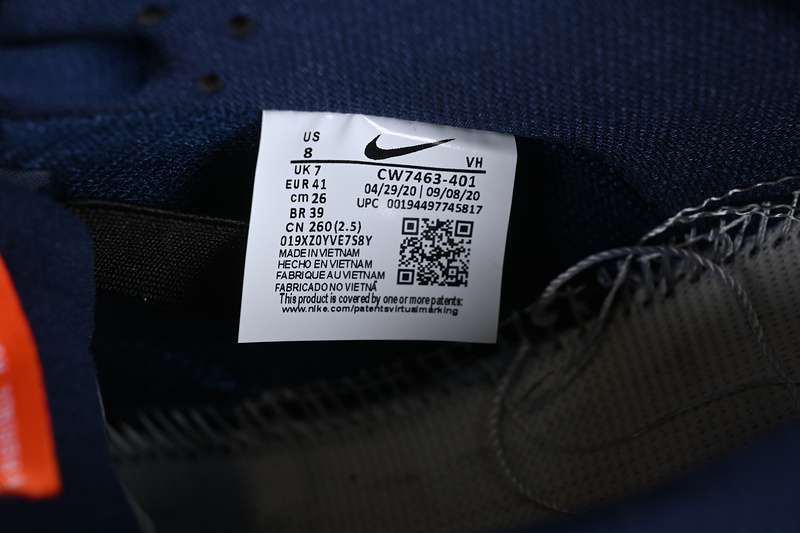 US
8
VH
UK 7
CW7463-401
EUR 41
04/29/20 | 09/08/20
cm 26
UPC 00194497745817
BR 39
CN 260 (2.5)
019XZ0YVE7S8Y
MADE IN VIETNAM
HECHO EN VIETNAM
FABRIQUE AU VIETNAM
FABRICADO NO VIETNÃ
This product is covered by one or more patents:
www.nike.com/patentsvirtualmarking